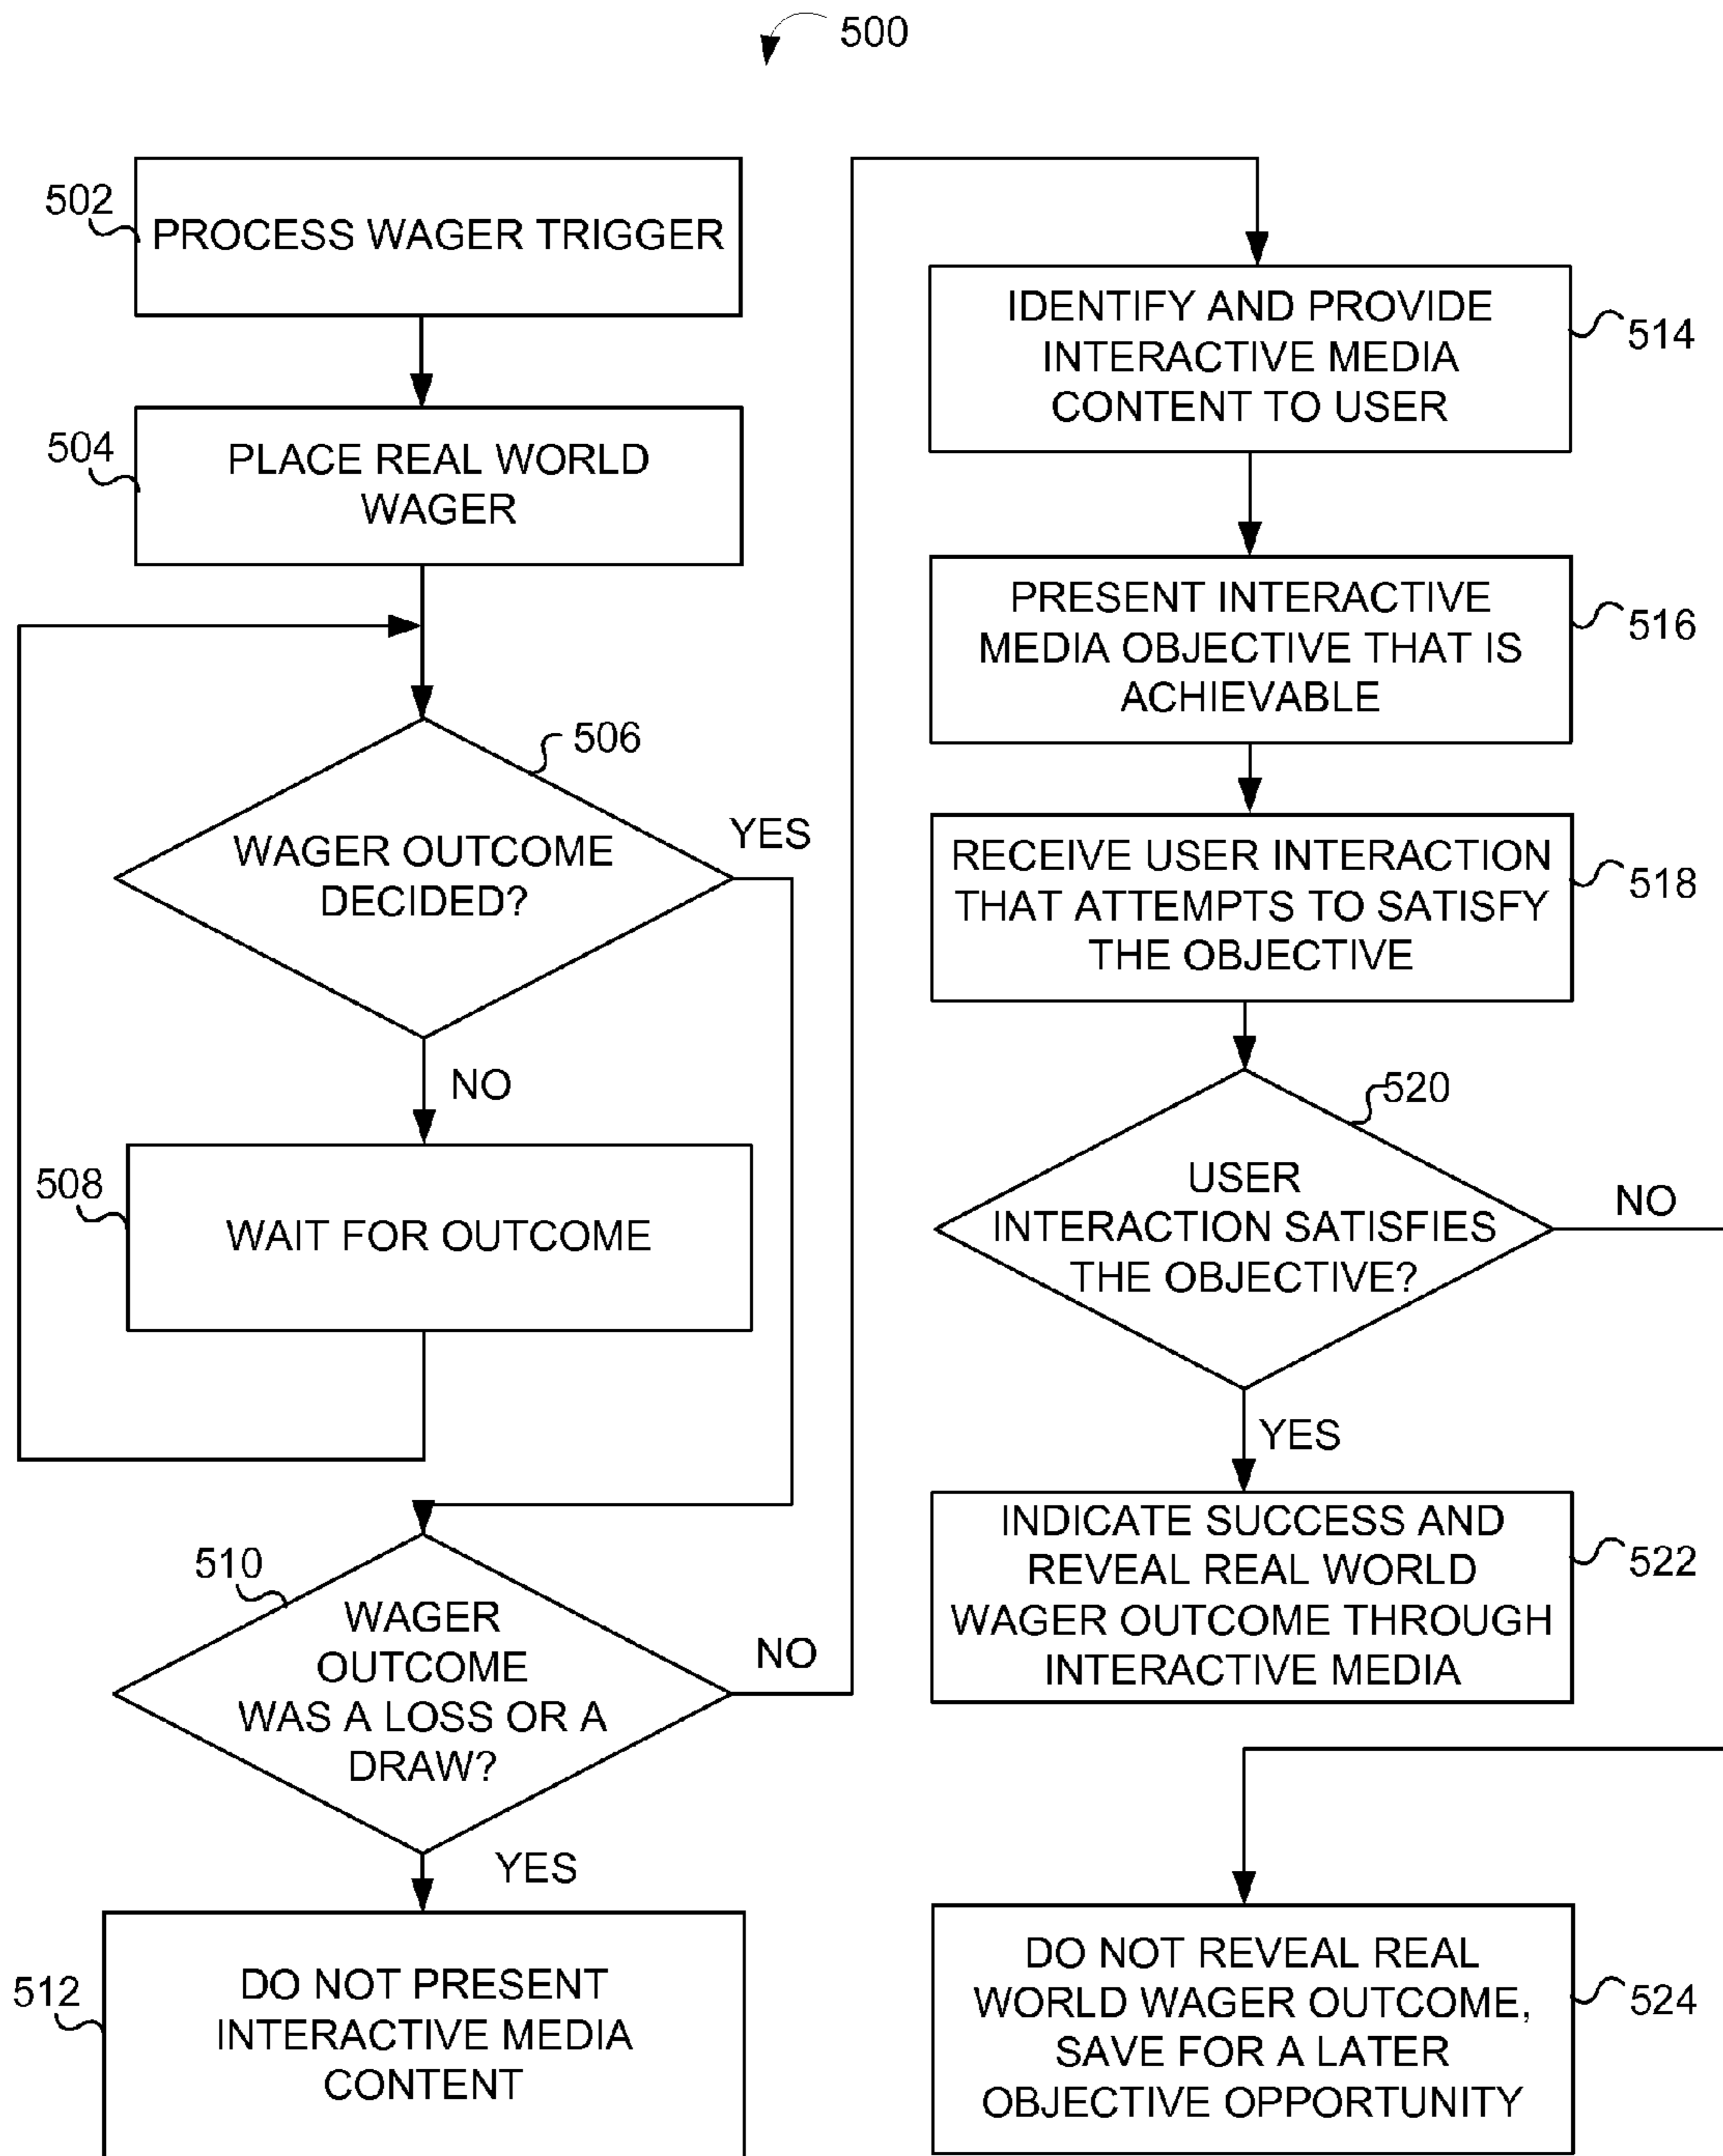 500
502
PROCESS WAGER TRIGGER
504
PLACE REAL WORLD
WAGER
506
WAGER OUTCOME
DECIDED?
YES
NO
508
WAIT FOR OUTCOME
510
WAGER
OUTCOME
WAS A LOSS OR A
DRAW?
NO
YES
512
DO NOT PRESENT
INTERACTIVE MEDIA
CONTENT
IDENTIFY AND PROVIDE
INTERACTIVE MEDIA
CONTENT TO USER
514
PRESENT INTERACTIVE
MEDIA OBJECTIVE THAT IS
ACHIEVABLE
516
RECEIVE USER INTERACTION
THAT ATTEMPTS TO SATISFY
THE OBJECTIVE
518
520
USER
INTERACTION SATISFIES
THE OBJECTIVE?
NO
YES
INDICATE SUCCESS AND
REVEAL REAL WORLD
WAGER OUTCOME THROUGH
INTERACTIVE MEDIA
522
DO NOT REVEAL REAL
WORLD WAGER OUTCOME,
SAVE FOR A LATER
OBJECTIVE OPPORTUNITY
524